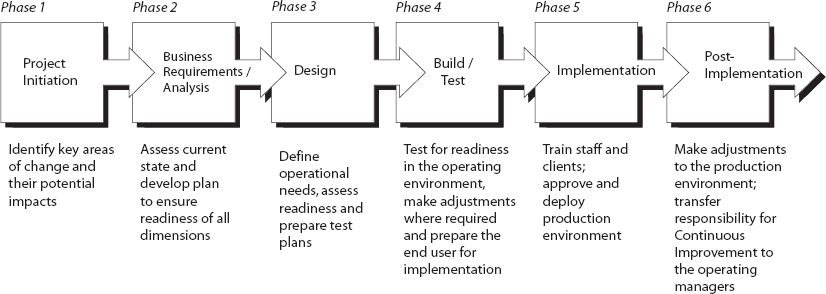 Phase 1
Phase 2
Phase 3
Phase 4
Phase 5
Phase 6
Project
Initiation
Business
Requirements /
Analysis
Design
Build /
Test
Implementation
Post-
Implementation
Identify key areas
of change and
their potential
impacts
Assess current
state and
develop plan
to ensure
readiness of all
dimensions
Define
operational
needs, assess
readiness and
prepare test
plans
Test for readiness
in the operating
environment,
make adjustments
where required
and prepare the
end user for
implementation
Train staff and
clients;
approve and
deploy
production
environment
Make adjustments
to the production
environment;
transfer
responsibility for
Continuous
Improvement to
the operating
managers